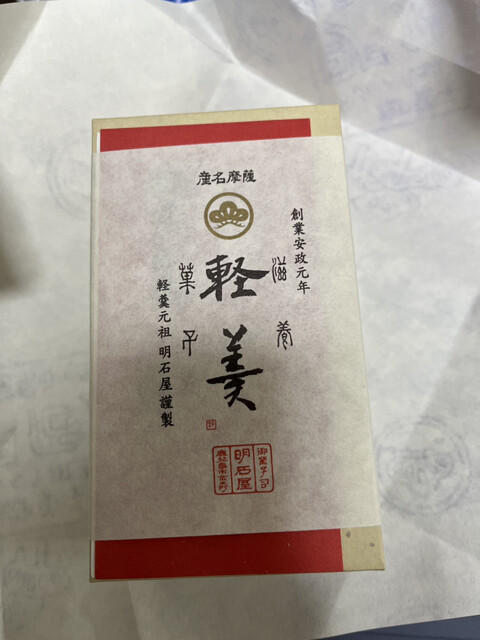 薩摩名産
創業安政元年
滋養
軽羹
菓子
軽羹元祖 明石屋謹製
御菓子司
明石屋